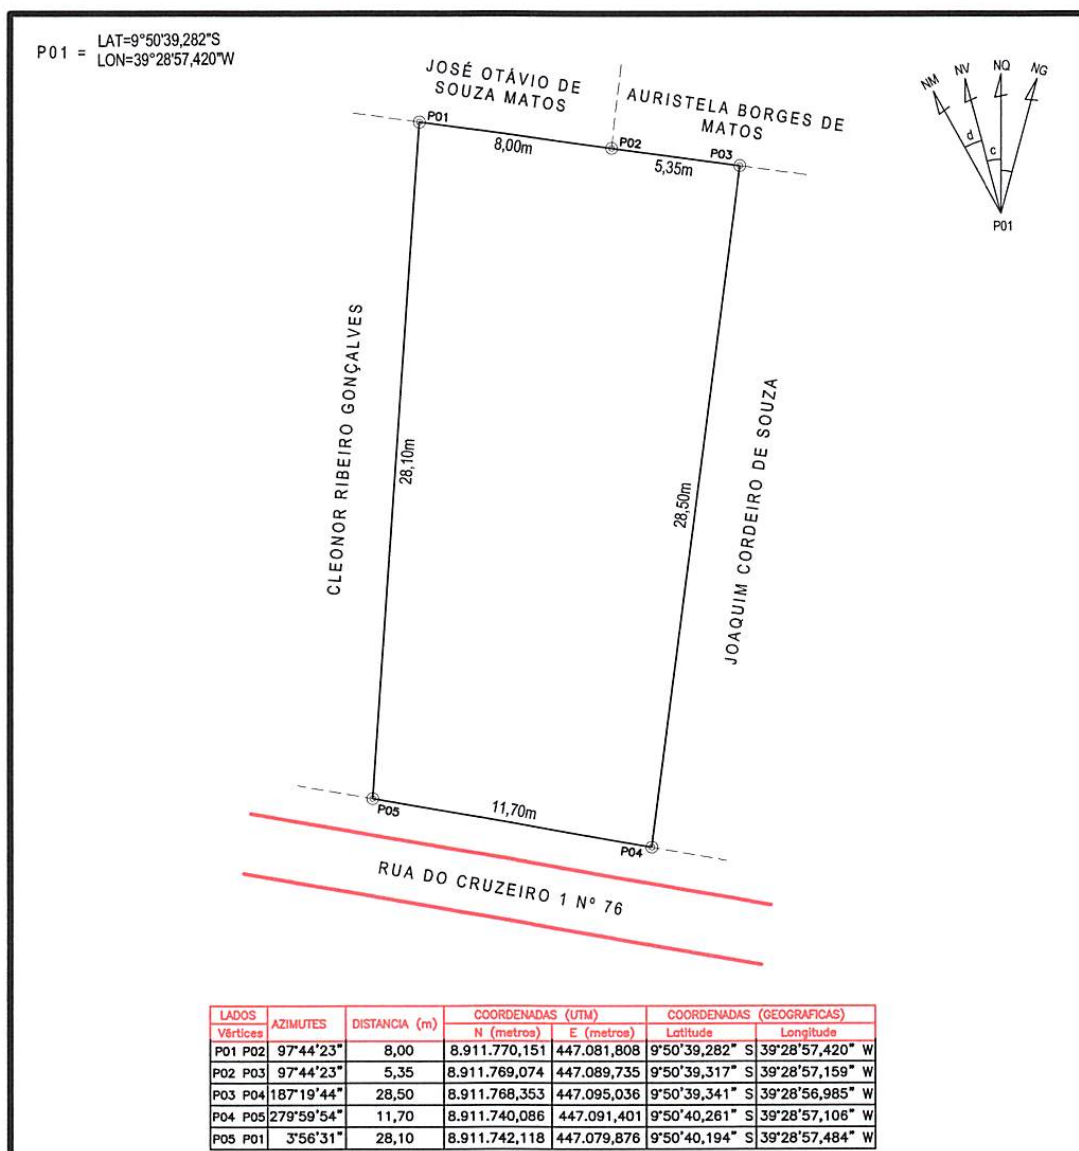 P01 =
LAT=9°50'39,282"S
LON=39°28'57,420"W
JOSÉ OTÁVIO DE
SOUZA MATOS
AURISTELA BORGES DE
MATOS
NM
NV
NQ
NG
d
c
P01
P01
8,00m
P02
5,35m
P03
CLEONOR RIBEIRO GONÇALVES
28,10m
28,50m
JOAQUIM CORDEIRO DE SOUZA
P05
11,70m
P04
RUA DO CRUZEIRO 1 Nº 76
LADOS
Vértices
AZIMUTES
DISTANCIA (m)
COORDENADAS (UTM)
N (metros) E (metros)
COORDENADAS (GEOGRAFICAS)
Latitude Longitude
P01 P02 97°44'23" 8,00 8.911.770,151 447.081,808 9°50'39,282" S 39°28'57,420" W
P02 P03 97°44'23" 5,35 8.911.769,074 447.089,735 9°50'39,317" S 39°28'57,159" W
P03 P04 187°19'44" 28,50 8.911.768,353 447.095,036 9°50'39,341" S 39°28'56,985" W
P04 P05 279°59'54" 11,70 8.911.740,086 447.091,401 9°50'40,261" S 39°28'57,106" W
P05 P01 3°56'31" 28,10 8.911.742,118 447.079,876 9°50'40,194" S 39°28'57,484" W